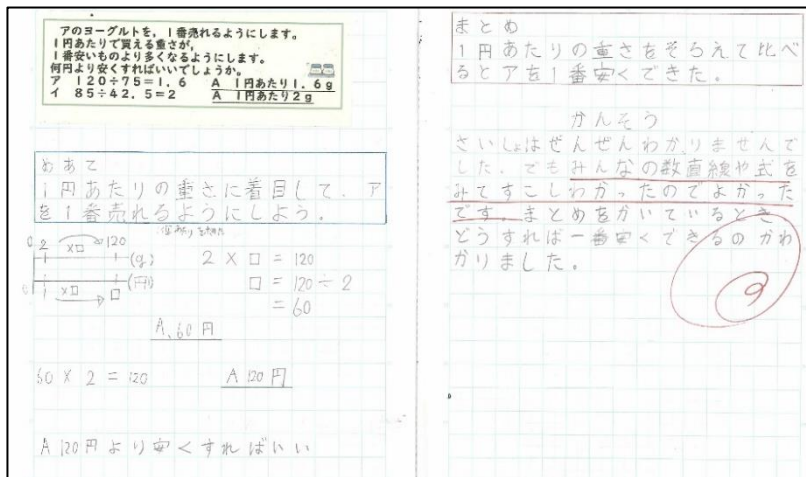 アのヨーグルトを，１番売れるようにします。
１円あたりで買える重さが，
１番安いものより多くなるようにします。
何円より安くすればいいでしょうか。
ア １２０÷７５＝１．６ A １円あたり１．６ｇ
イ ８５÷４２．５＝２ A １円あたり２ｇ
めあて
１円あたりの重さに着目して、ア
を１番売れるようにしよう。
0 2 ×□ 120
(g)
(円)
0 1 ×□ □
2 × □ = 120
□ = 120 ÷ 2
= 60
A. 60円
60 × 2 = 120 A 120円
A 120円より安くすればいい
まとめ
１円あたりの重さをそろえて比べ
るとアを１番安くできた。
かんそう
さいしょはぜんぜんわかりませんで
した。でもみんなの数直線や式を
みてすこしわかったのでよかった
です。まとめをかいているとき
どうすれば一番安くできるのかわ
かりました。